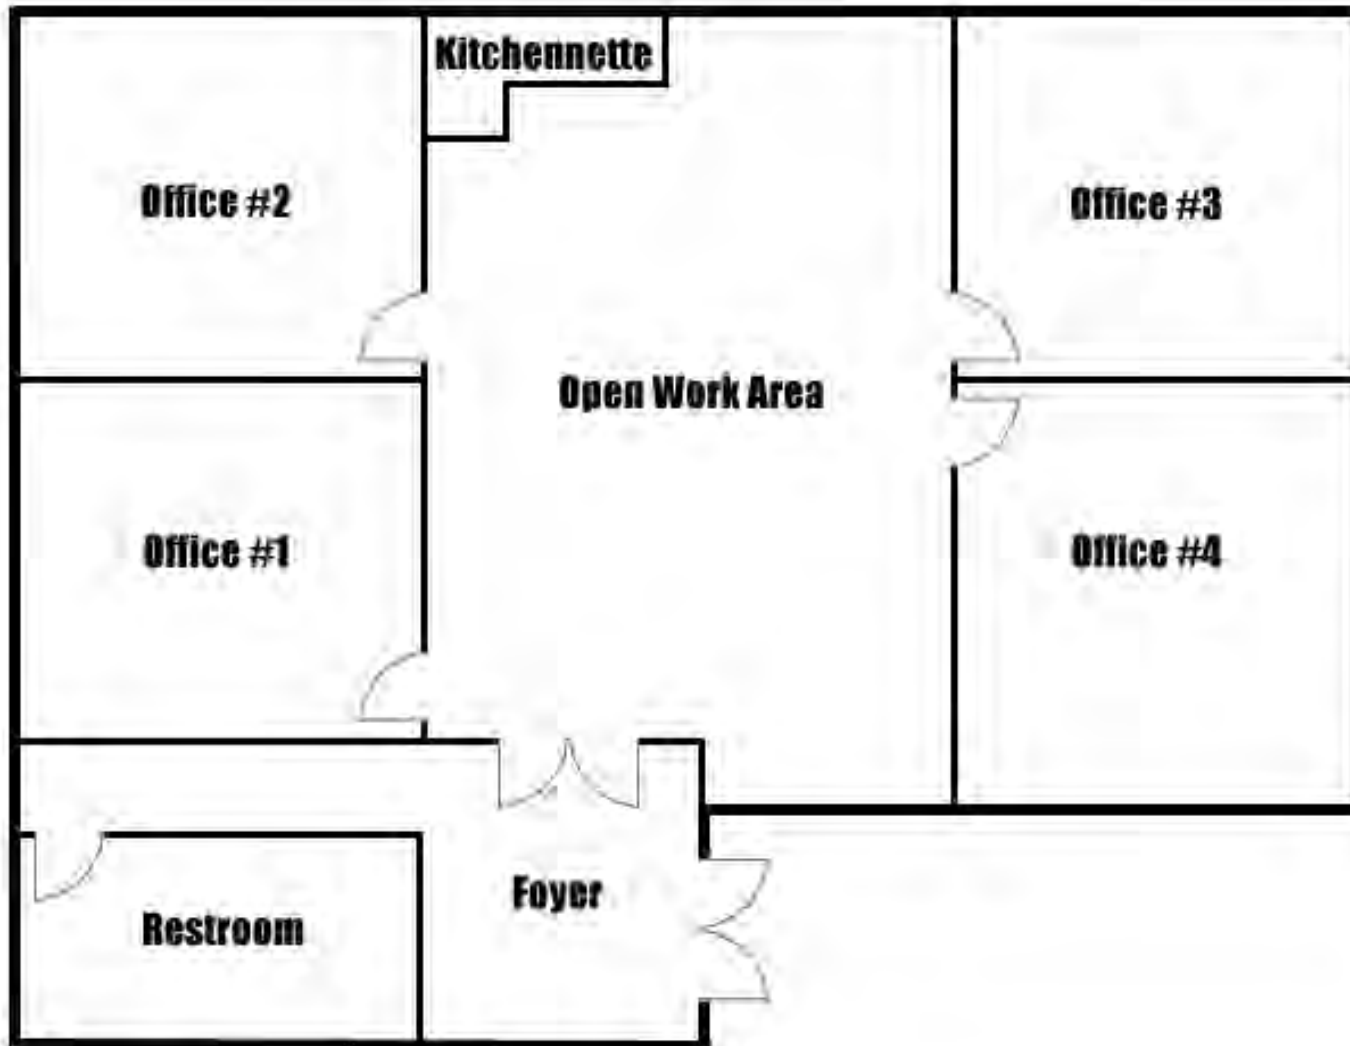 Kitchennette
Office #2
Office #3
Open Work Area
Office #1
Office #4
Foyer
Restroom